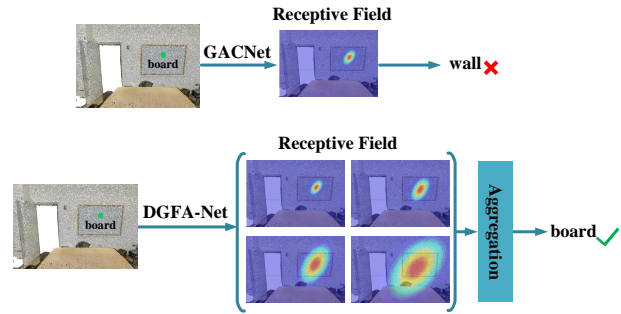 Receptive Field
GACNet
board
wall
Receptive Field
DGFA-Net
board
Aggregation
board